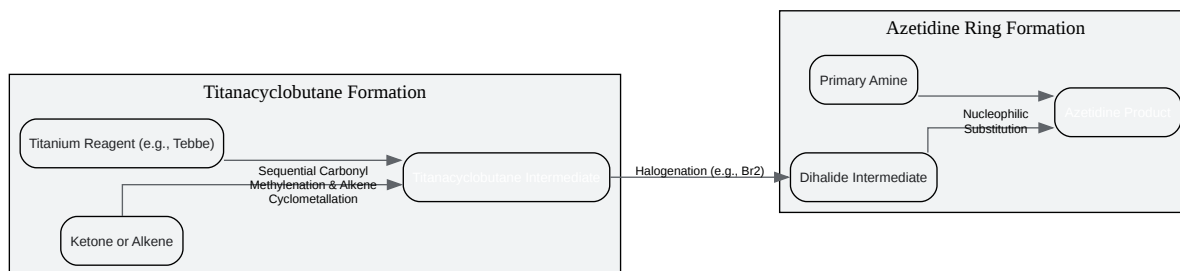 Azetidine Ring Formation
Primary Amine
Azetidine Product
Nucleophilic
Substitution
Dihalide Intermediate
Titanacyclobutane Formation
Titanium Reagent (e.g., Tebbe)
Sequential Carbonyl
Methylenation & Alkene
Cyclometallation
Titanacyclobutane Intermediate
Halogenation (e.g., Br2)
Ketone or Alkene